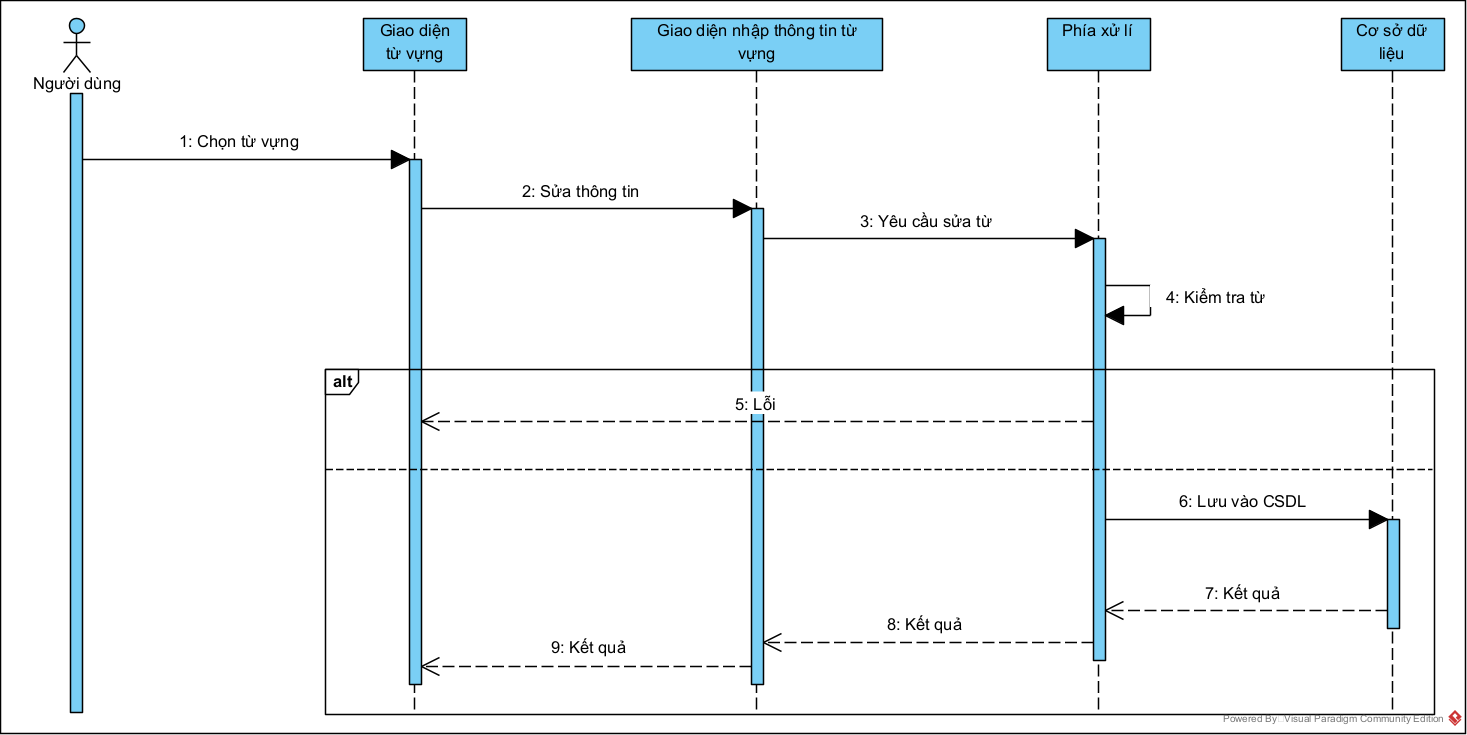 Người dùng
Giao diện
từ vựng
Giao diện nhập thông tin từ
vựng
Phía xử lí
Cơ sở dữ
liệu
1: Chọn từ vựng
2: Sửa thông tin
3: Yêu cầu sửa từ
4: Kiểm tra từ
alt
5: Lỗi
6: Lưu vào CSDL
7: Kết quả
8: Kết quả
9: Kết quả
Powered By Visual Paradigm Community Edition